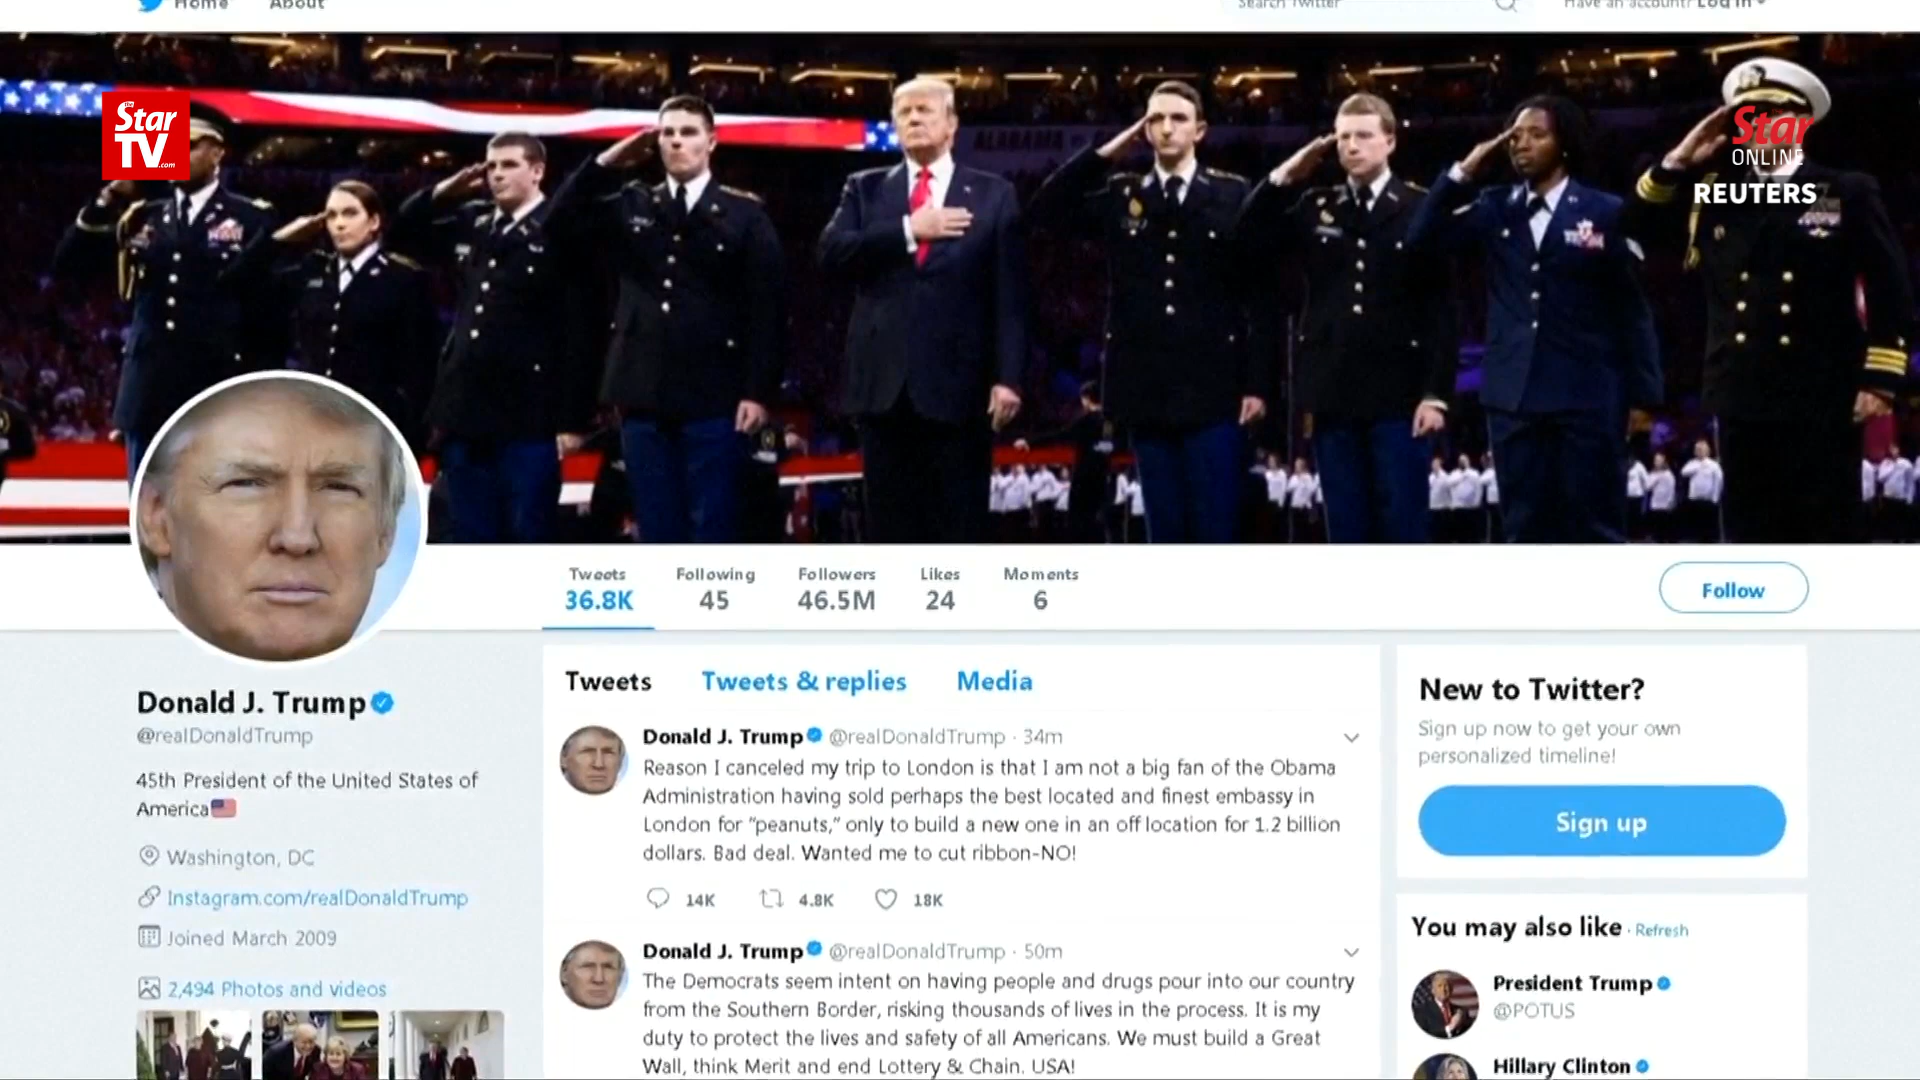 Home About
Search Twitter
Have an account? Log in
The Star TV.com
Star ONLINE
REUTERS
Tweets Following Followers Likes Moments
36.8K 45 46.5M 24 6
Follow
Donald J. Trump
@realDonaldTrump
45th President of the United States of
America
Washington, DC
Instagram.com/realDonaldTrump
Joined March 2009
2,494 Photos and videos
Tweets Tweets & replies Media
Donald J. Trump @realDonaldTrump · 34m
Reason I canceled my trip to London is that I am not a big fan of the Obama
Administration having sold perhaps the best located and finest embassy in
London for “peanuts,” only to build a new one in an off location for 1.2 billion
dollars. Bad deal. Wanted me to cut ribbon-NO!
14K 4.8K 18K
Donald J. Trump @realDonaldTrump · 50m
The Democrats seem intent on having people and drugs pour into our country
from the Southern Border, risking thousands of lives in the process. It is my
duty to protect the lives and safety of all Americans. We must build a Great
Wall, think Merit and end Lottery & Chain. USA!
New to Twitter?
Sign up now to get your own
personalized timeline!
Sign up
You may also like · Refresh
President Trump
@POTUS
Hillary Clinton